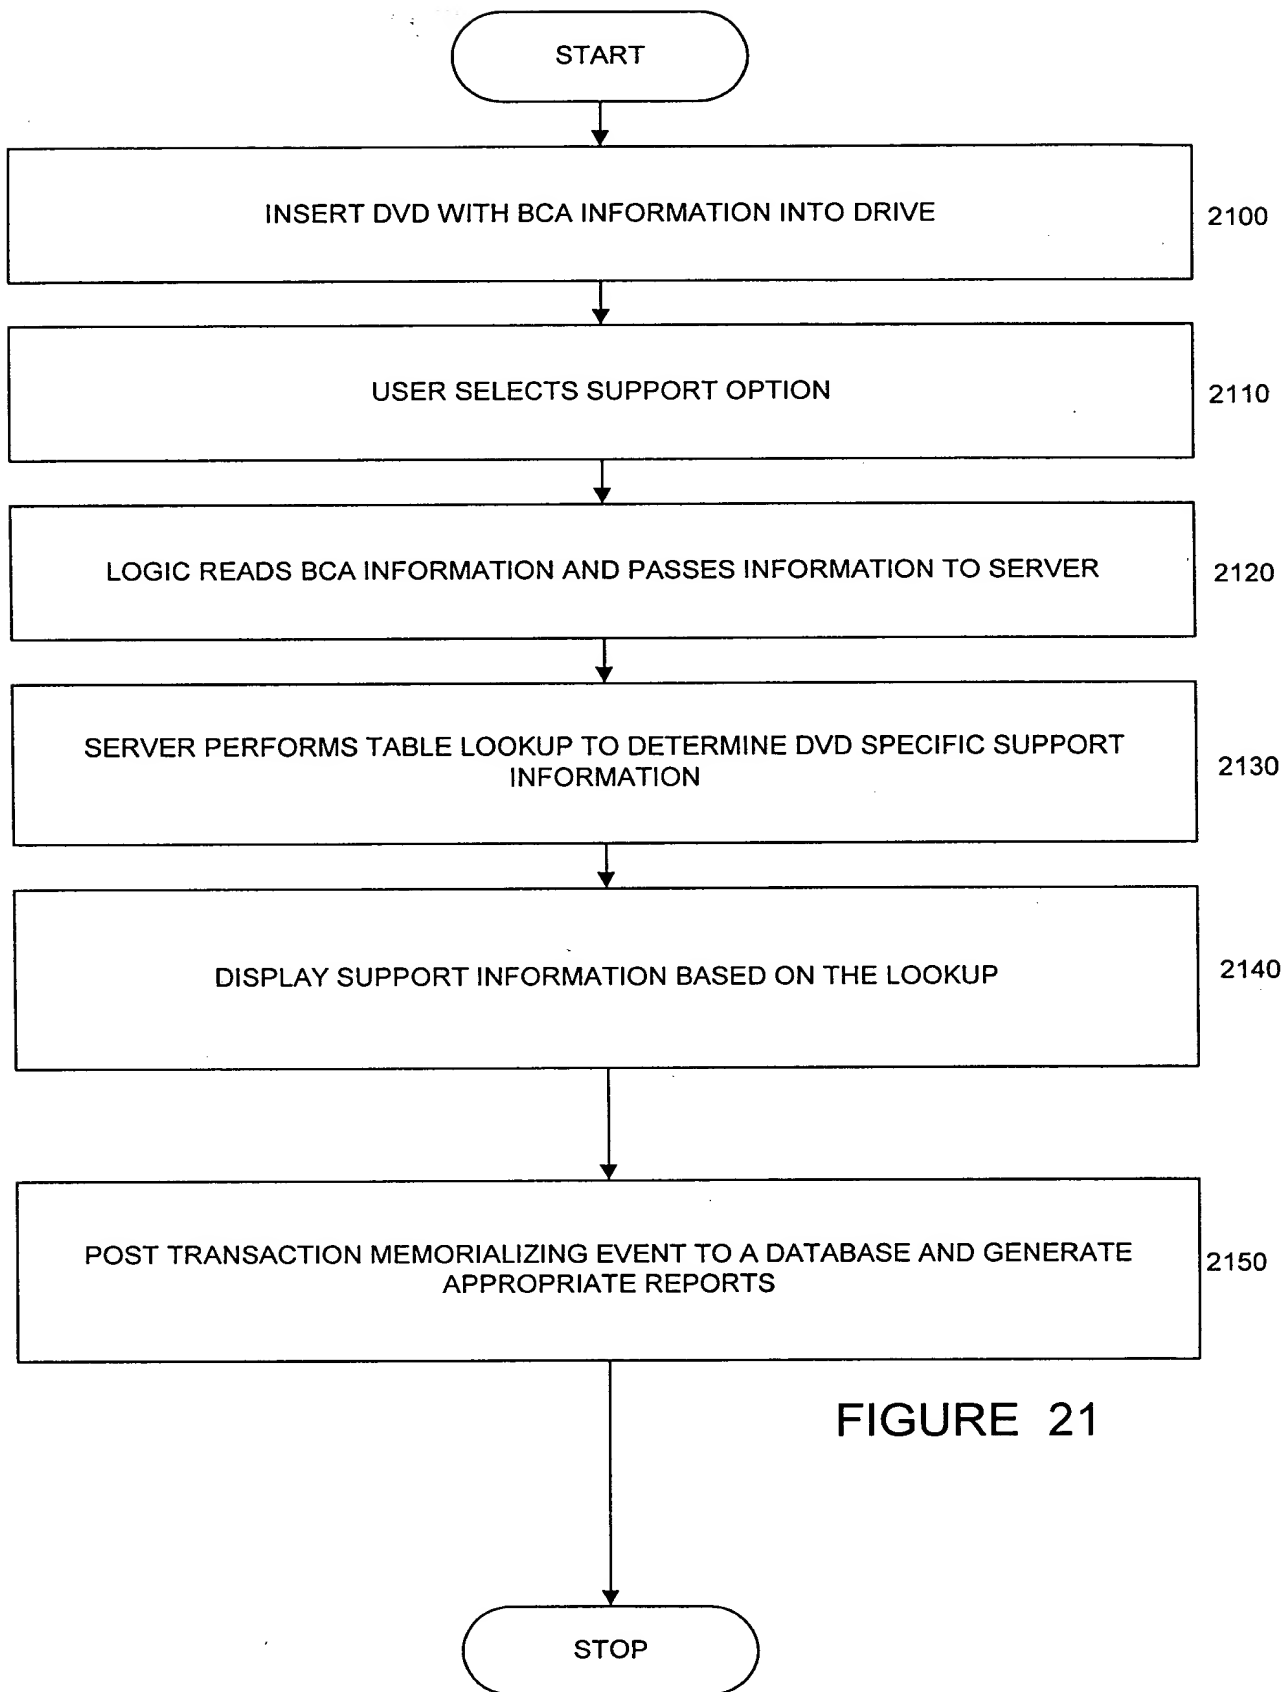 START
INSERT DVD WITH BCA INFORMATION INTO DRIVE
2100
USER SELECTS SUPPORT OPTION
2110
LOGIC READS BCA INFORMATION AND PASSES INFORMATION TO SERVER
2120
SERVER PERFORMS TABLE LOOKUP TO DETERMINE DVD SPECIFIC SUPPORT
INFORMATION
2130
DISPLAY SUPPORT INFORMATION BASED ON THE LOOKUP
2140
POST TRANSACTION MEMORIALIZING EVENT TO A DATABASE AND GENERATE
APPROPRIATE REPORTS
2150
FIGURE 21
STOP